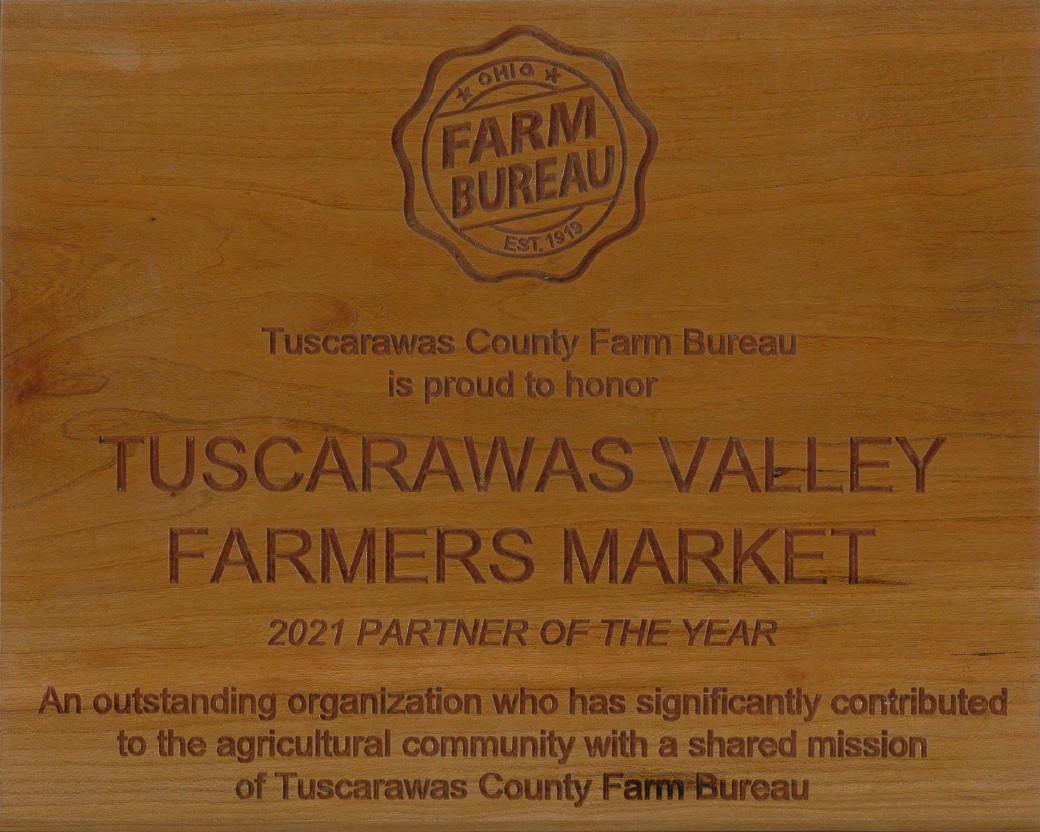 ★ OHIO ★
FARM
BUREAU
EST. 1919
Tuscarawas County Farm Bureau
is proud to honor
TUSCARAWAS VALLEY
FARMERS MARKET
2021 PARTNER OF THE YEAR
An outstanding organization who has significantly contributed
to the agricultural community with a shared mission
of Tuscarawas County Farm Bureau